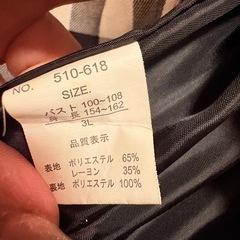 NO. 510-618
SIZE.
バスト 100~108
身長 154~162
3L
品質表示
表地 ポリエステル 65%
レーヨン 35%
裏地 ポリエステル 100%